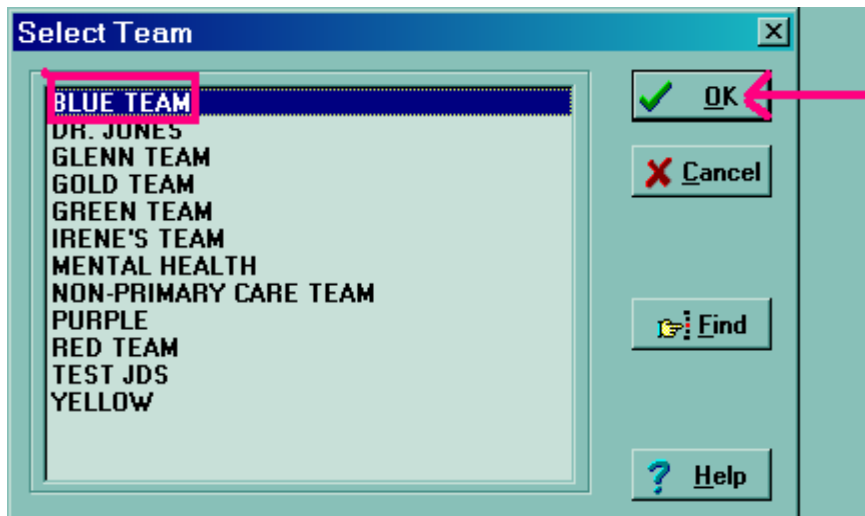 Select Team
BLUE TEAM
DR. JONES
GLENN TEAM
GOLD TEAM
GREEN TEAM
IRENE'S TEAM
MENTAL HEALTH
NON-PRIMARY CARE TEAM
PURPLE
RED TEAM
TEST JDS
YELLOW
OK
Cancel
Find
Help